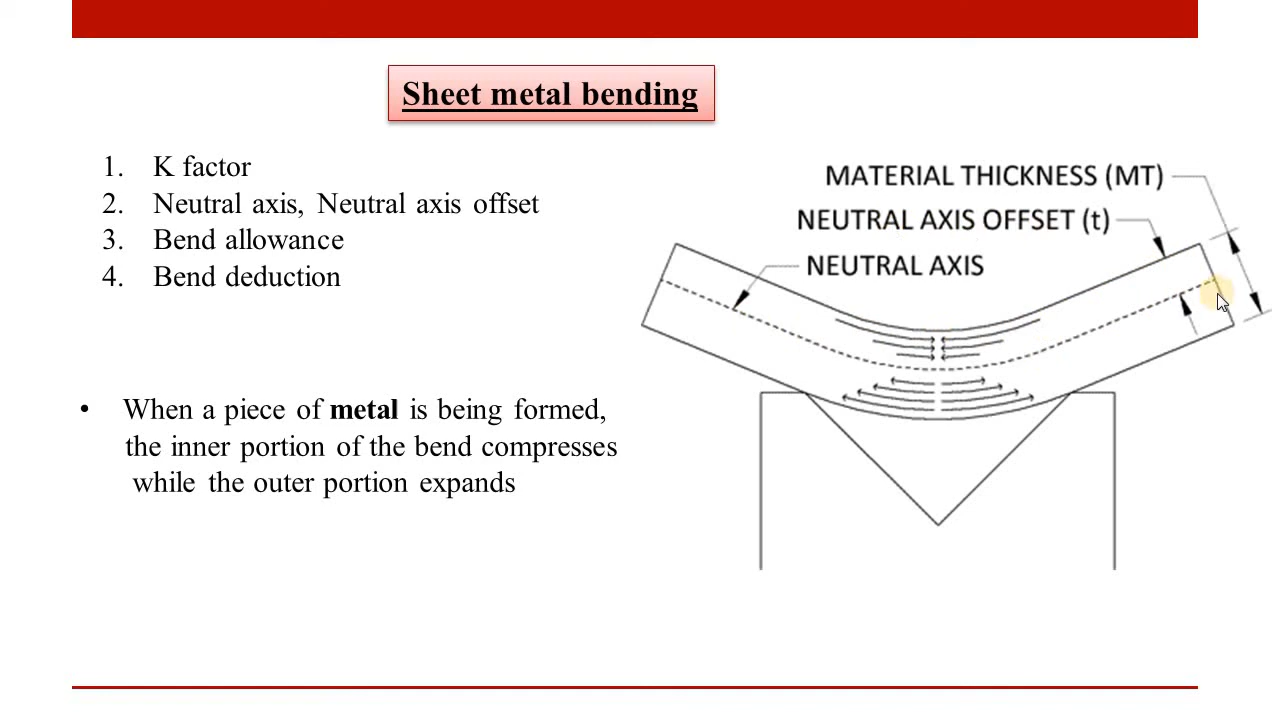 Sheet metal bending
1. K factor
2. Neutral axis, Neutral axis offset
3. Bend allowance
4. Bend deduction
MATERIAL THICKNESS (MT)
NEUTRAL AXIS OFFSET (t)
NEUTRAL AXIS
• When a piece of metal is being formed,
the inner portion of the bend compresses
while the outer portion expands